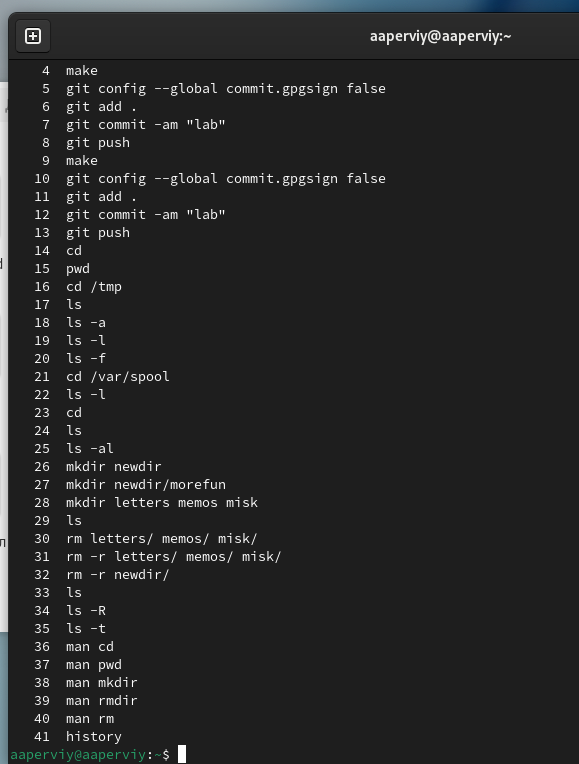 aaperviy@aaperviy:~
4 make
5 git config --global commit.gpgsign false
6 git add .
7 git commit -am "lab"
8 git push
9 make
10 git config --global commit.gpgsign false
11 git add .
12 git commit -am "lab"
13 git push
14 cd
15 pwd
16 cd /tmp
17 ls
18 ls -a
19 ls -l
20 ls -f
21 cd /var/spool
22 ls -l
23 cd
24 ls
25 ls -al
26 mkdir newdir
27 mkdir newdir/morefun
28 mkdir letters memos misk
29 ls
30 rm letters/ memos/ misk/
31 rm -r letters/ memos/ misk/
32 rm -r newdir/
33 ls
34 ls -R
35 ls -t
36 man cd
37 man pwd
38 man mkdir
39 man rmdir
40 man rm
41 history
aaperviy@aaperviy:~$